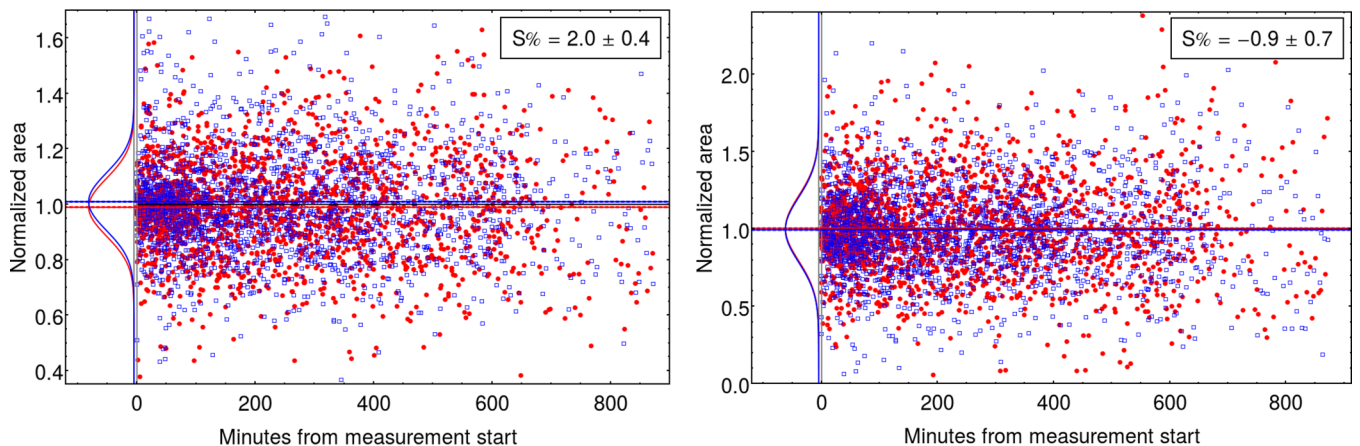 S% = 2.0 ± 0.4
1.6
1.4
1.2
1.0
0.8
0.6
0.4
Normalized area
0 200 400 600 800
Minutes from measurement start
S% = −0.9 ± 0.7
2.0
1.5
1.0
0.5
0.0
Normalized area
0 200 400 600 800
Minutes from measurement start